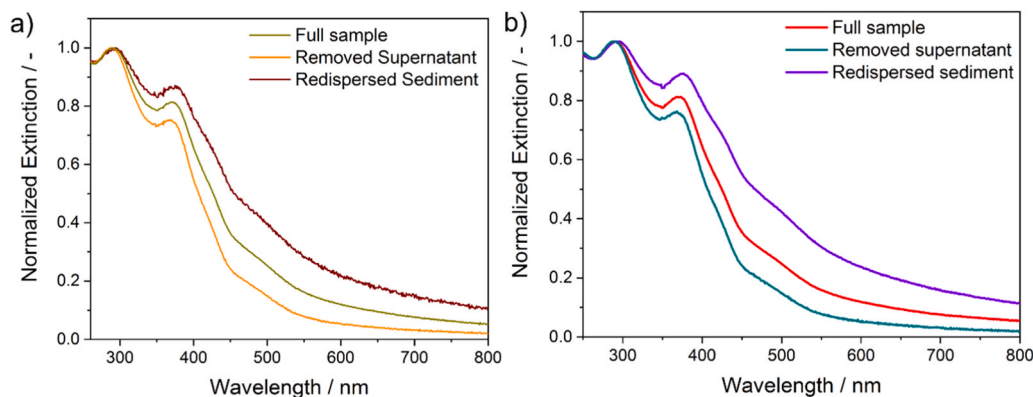 a)
Full sample
Removed Supernatant
Redispersed Sediment
1.0
0.8
0.6
0.4
0.2
0.0
Normalized Extinction / -
300 400 500 600 700 800
Wavelength / nm
b)
Full sample
Removed supernatant
Redispersed sediment
1.0
0.8
0.6
0.4
0.2
0.0
Normalized Extinction / -
300 400 500 600 700 800
Wavelength / nm